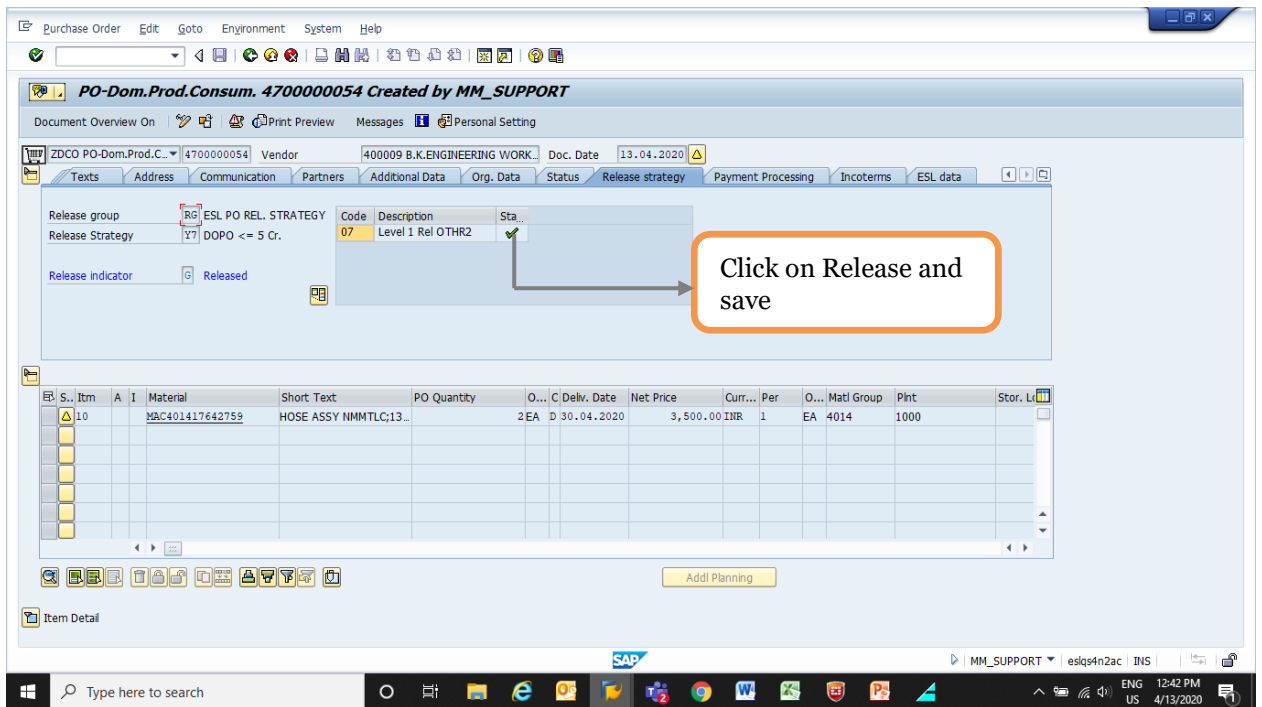 Purchase Order Edit Goto Environment System Help
PO-Dom.Prod.Consum. 4700000054 Created by MM_SUPPORT
Document Overview On Print Preview Messages Personal Setting
ZDCO PO-Dom.Prod.C... 4700000054 Vendor 400009 B.K.ENGINEERING WORK... Doc. Date 13.04.2020
Texts Address Communication Partners Additional Data Org. Data Status Release strategy Payment Processing Incoterms ESL data
Release group RG ESL PO REL. STRATEGY Code Description Sta...
Release Strategy Y7 DOPO <= 5 Cr. 07 Level 1 Rel OTHR2
Release indicator G Released
Click on Release and
save
S.. Itm A I Material Short Text PO Quantity O... C Deliv. Date Net Price Curr... Per O... Matl Group Plnt Stor. Lo
10 MAC401417642759 HOSE ASSY NMMTLC;13... 2 EA D 30.04.2020 3,500.00 INR 1 EA 4014 1000
Addl Planning
Item Detail
SAP
MM_SUPPORT eslqs4n2ac INS
Type here to search ENG 12:42 PM
US 4/13/2020